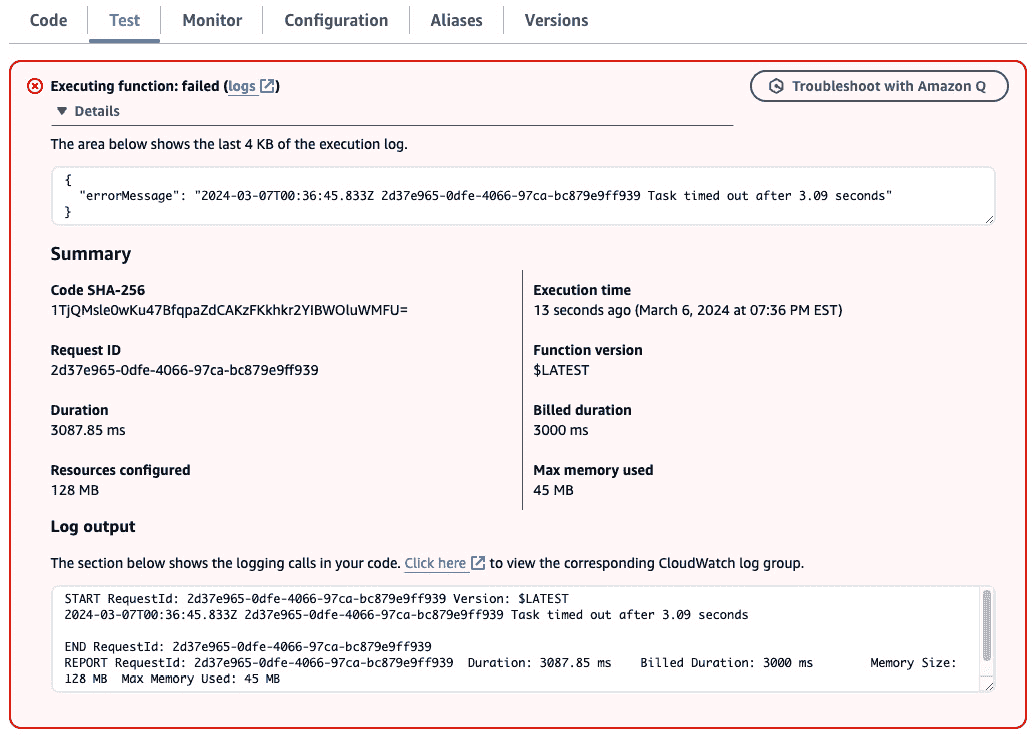 Code Test Monitor Configuration Aliases Versions
Executing function: failed (logs)
Troubleshoot with Amazon Q
Details
The area below shows the last 4 KB of the execution log.
{
"errorMessage": "2024-03-07T00:36:45.833Z 2d37e965-0dfe-4066-97ca-bc879e9ff939 Task timed out after 3.09 seconds"
}
Summary
Code SHA-256
1TjQMsle0wKu47BfqpaZdCAKzFKkhkr2YIBWOluWMFU=
Execution time
13 seconds ago (March 6, 2024 at 07:36 PM EST)
Request ID
2d37e965-0dfe-4066-97ca-bc879e9ff939
Function version
$LATEST
Duration
3087.85 ms
Billed duration
3000 ms
Resources configured
128 MB
Max memory used
45 MB
Log output
The section below shows the logging calls in your code. Click here to view the corresponding CloudWatch log group.
START RequestId: 2d37e965-0dfe-4066-97ca-bc879e9ff939 Version: $LATEST
2024-03-07T00:36:45.833Z 2d37e965-0dfe-4066-97ca-bc879e9ff939 Task timed out after 3.09 seconds
END RequestId: 2d37e965-0dfe-4066-97ca-bc879e9ff939
REPORT RequestId: 2d37e965-0dfe-4066-97ca-bc879e9ff939 Duration: 3087.85 ms Billed Duration: 3000 ms Memory Size:
128 MB Max Memory Used: 45 MB